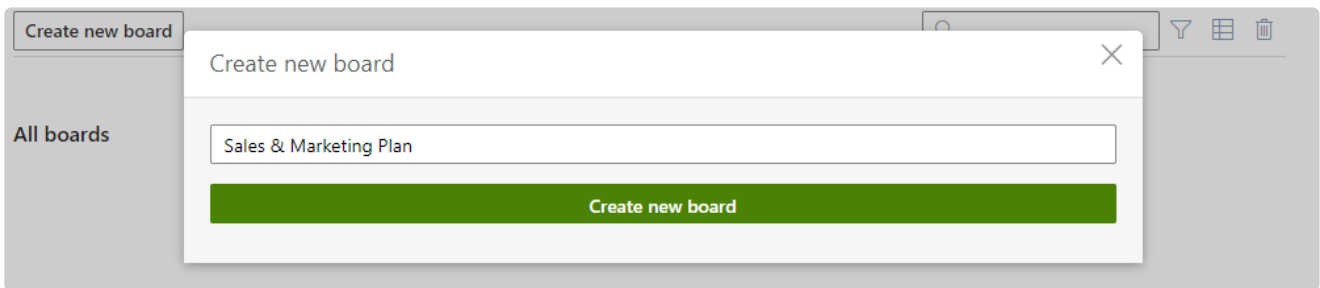 Create new board
Create new board
All boards
Sales & Marketing Plan
Create new board